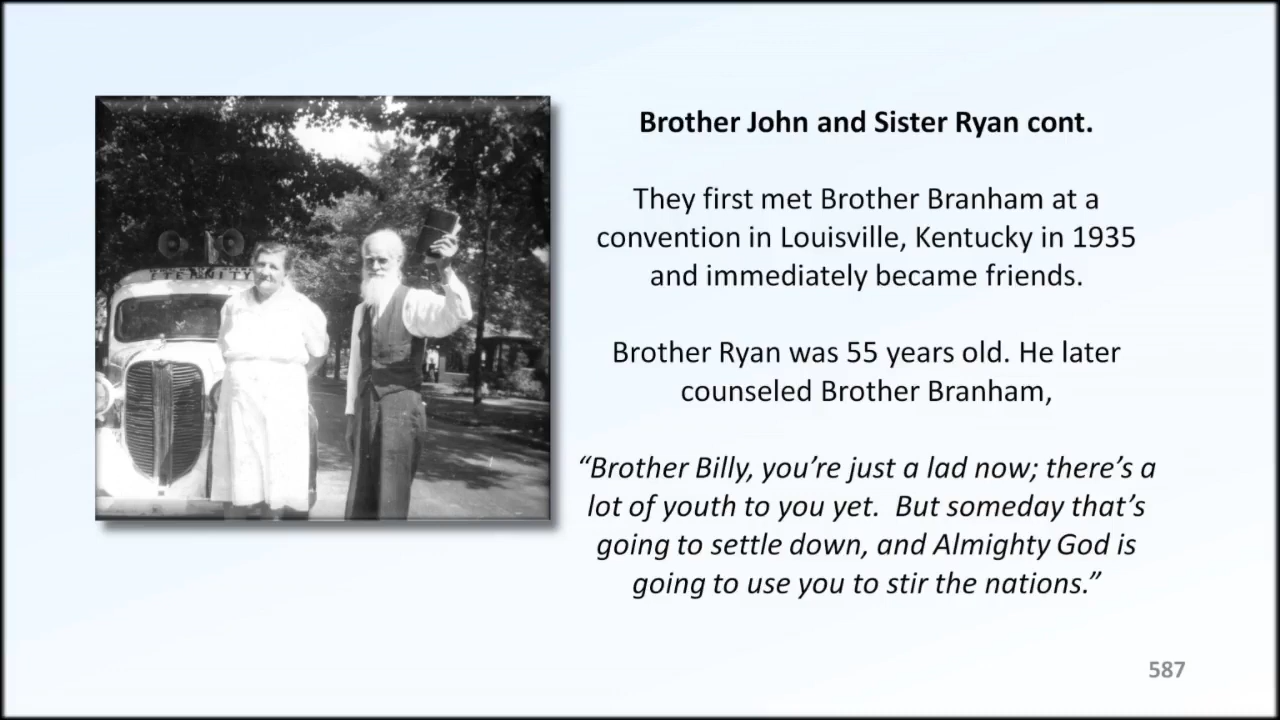 Brother John and Sister Ryan cont.
They first met Brother Branham at a
convention in Louisville, Kentucky in 1935
and immediately became friends.
Brother Ryan was 55 years old. He later
counseled Brother Branham,
“Brother Billy, you’re just a lad now; there’s a
lot of youth to you yet.  But someday that’s
going to settle down, and Almighty God is
going to use you to stir the nations.”
587